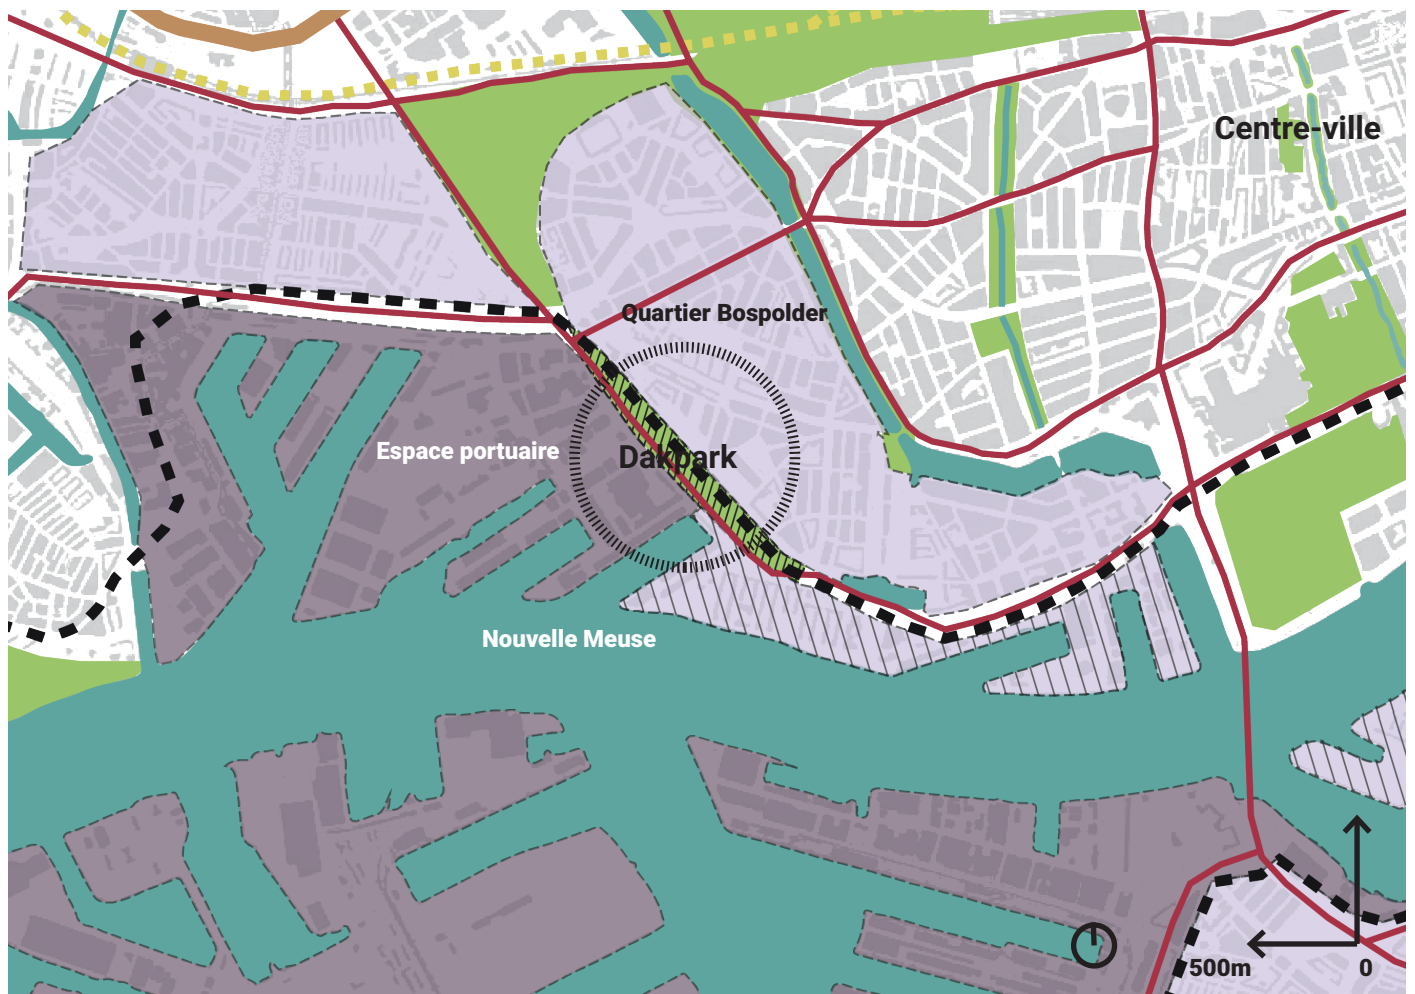 Centre-ville
Quartier Bospolder
Espace portuaire
Dakpark
Nouvelle Meuse
500m
0